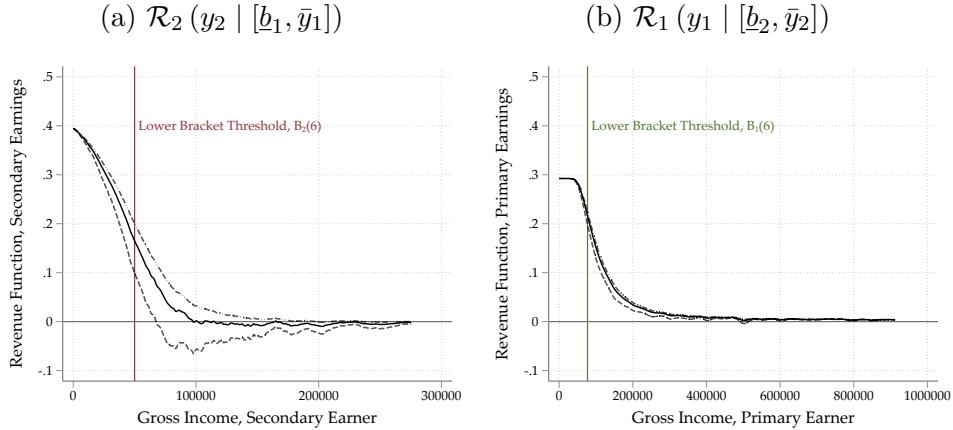 (a) R₂ (y₂ | [b̲₁, ȳ₁])
Revenue Function, Secondary Earnings
.5
.4
.3
.2
.1
0
-.1
Lower Bracket Threshold, B₂(6)
0 100000 200000 300000
Gross Income, Secondary Earner
(b) R₁ (y₁ | [b̲₂, ȳ₂])
Revenue Function, Primary Earnings
.5
.4
.3
.2
.1
0
-.1
Lower Bracket Threshold, B₁(6)
0 200000 400000 600000 800000 1000000
Gross Income, Primary Earner